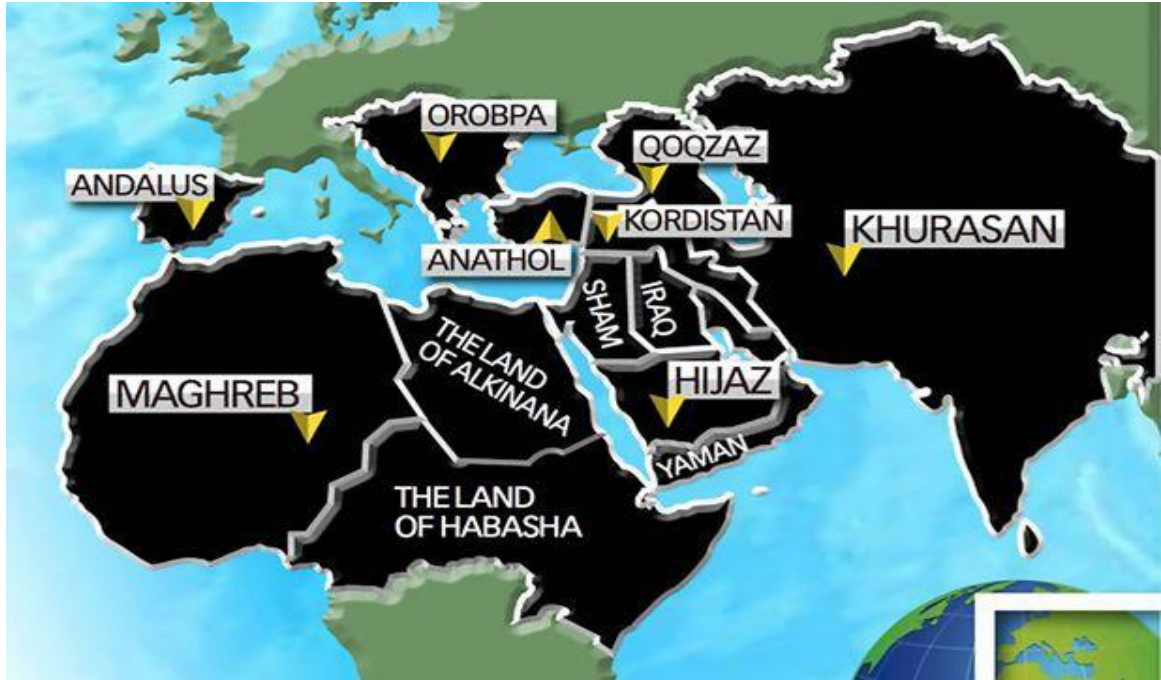 OROBPA
QOQZAZ
ANDALUS
KORDISTAN
KHURASAN
ANATHOL
SHAM
IRAQ
THE LAND
OF ALKINANA
MAGHREB
HIJAZ
YAMAN
THE LAND
OF HABASHA